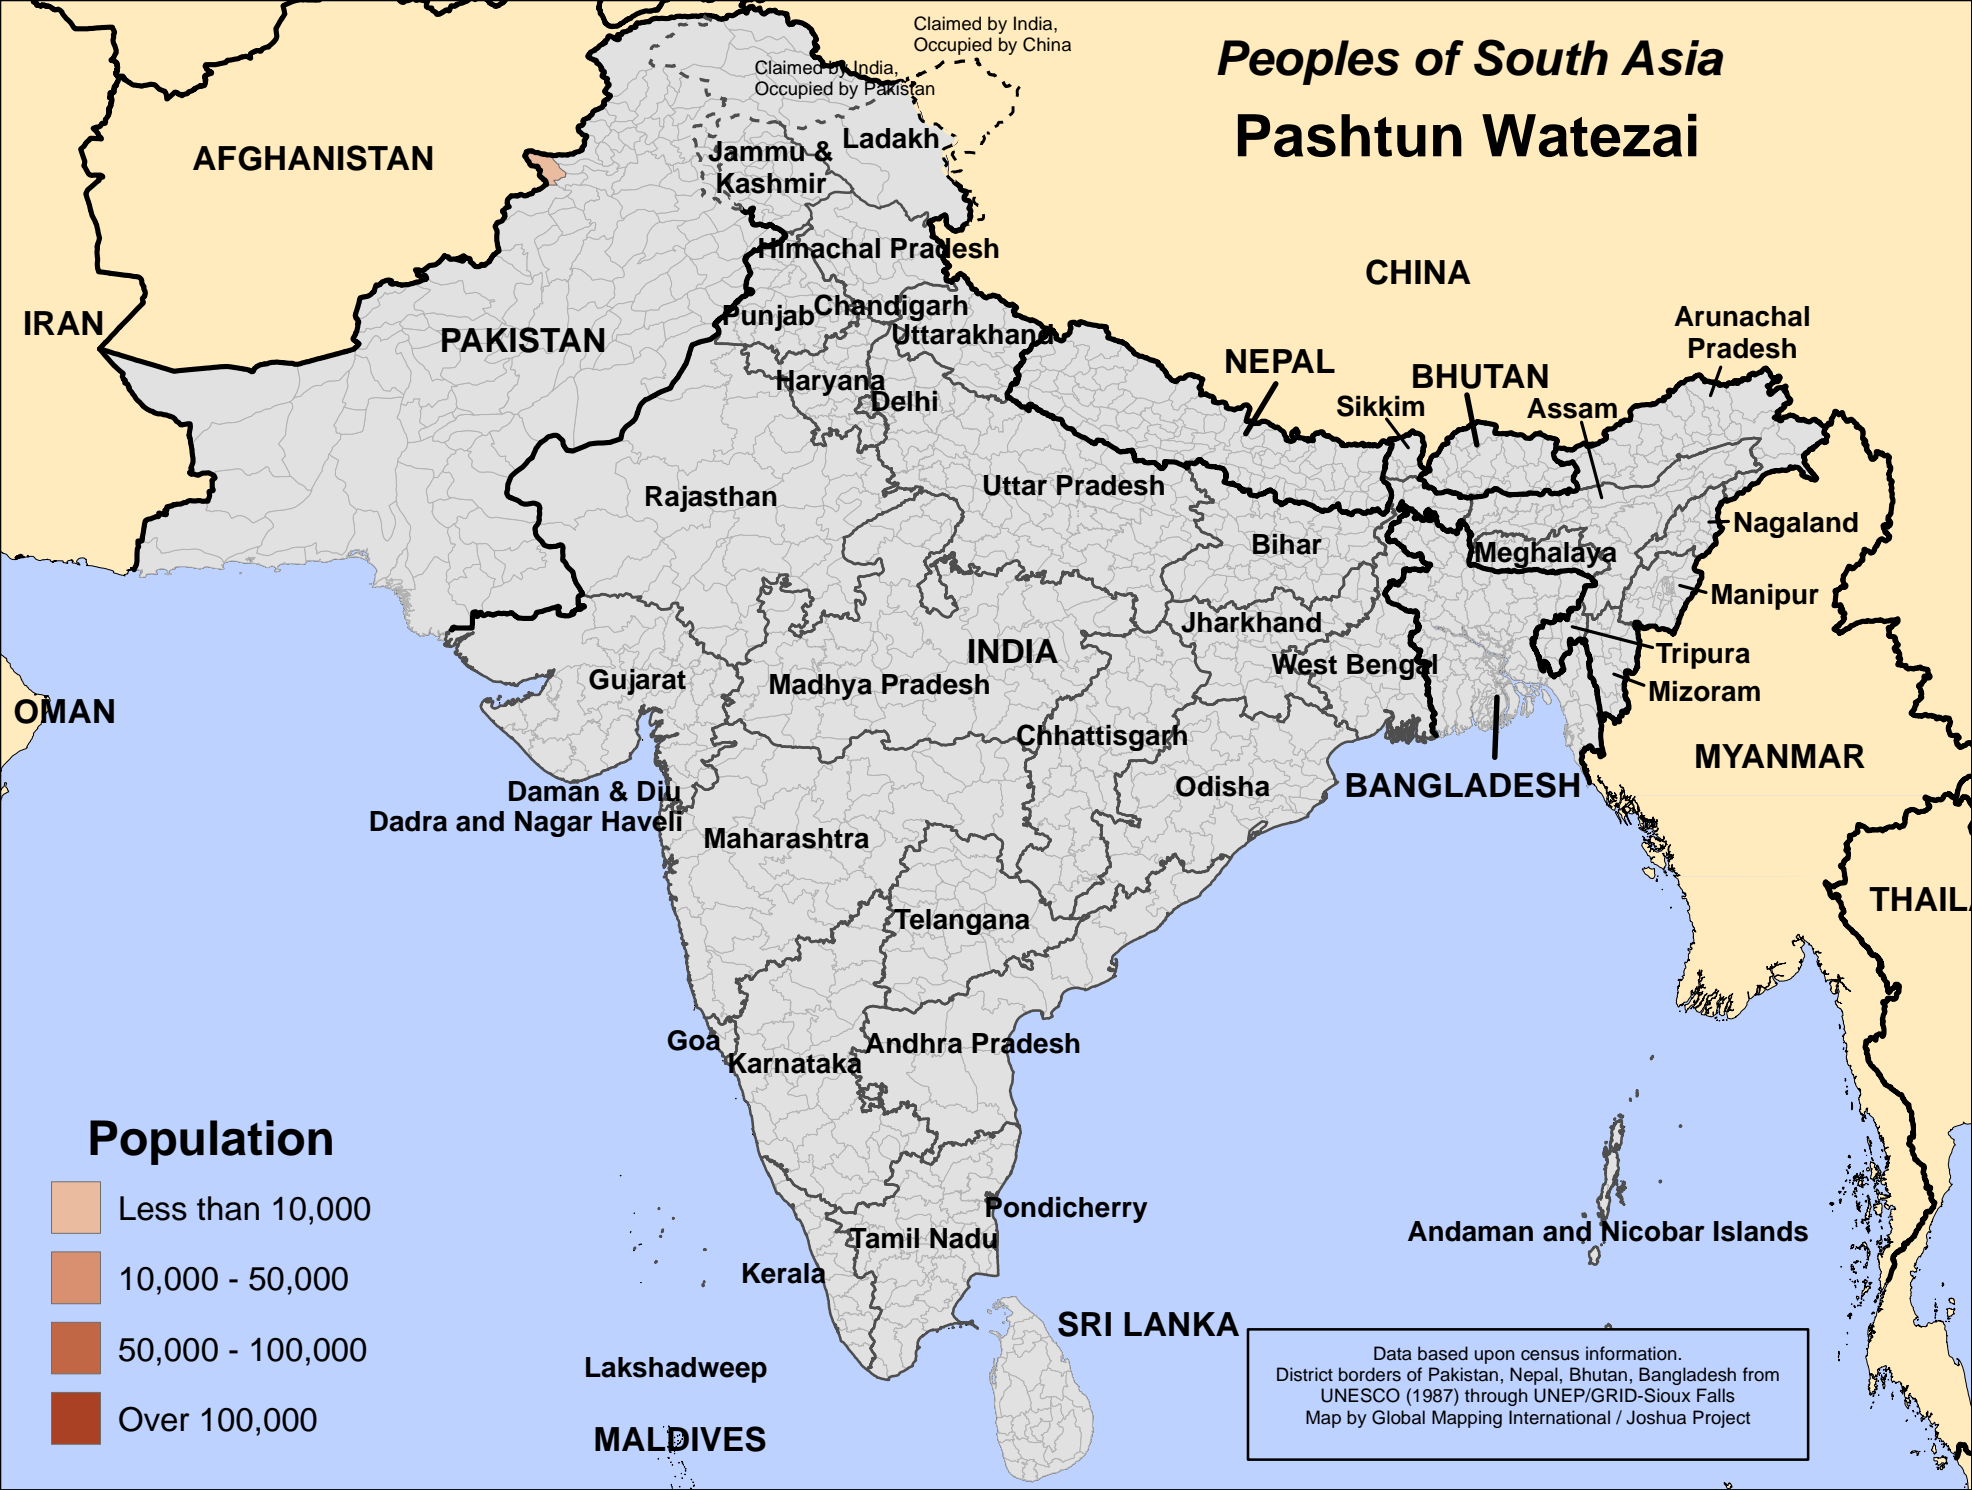 Claimed by India,
Occupied by China
Peoples of South Asia
Claimed by India,
Occupied by Pakistan
Pashtun Watezai
AFGHANISTAN
Jammu &
Kashmir
Ladakh
Himachal Pradesh
CHINA
IRAN
PAKISTAN
Punjab
Chandigarh
Uttarakhand
Arunachal
Pradesh
Haryana
Delhi
NEPAL
BHUTAN
Sikkim
Assam
Rajasthan
Uttar Pradesh
Bihar
Meghalaya
Nagaland
Manipur
Jharkhand
INDIA
West Bengal
Tripura
Gujarat
Madhya Pradesh
Mizoram
OMAN
Chhattisgarh
MYANMAR
Odisha
BANGLADESH
Daman & Diu
Dadra and Nagar Haveli
Maharashtra
Telangana
THAILA
Goa
Karnataka
Andhra Pradesh
Pondicherry
Tamil Nadu
Kerala
Andaman and Nicobar Islands
SRI LANKA
Lakshadweep
MALDIVES
Population
Less than 10,000
10,000 - 50,000
50,000 - 100,000
Over 100,000
Data based upon census information.
District borders of Pakistan, Nepal, Bhutan, Bangladesh from
UNESCO (1987) through UNEP/GRID-Sioux Falls
Map by Global Mapping International / Joshua Project